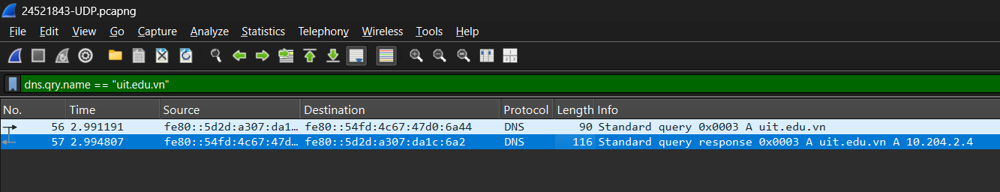 24521843-UDP.pcapng
File Edit View Go Capture Analyze Statistics Telephony Wireless Tools Help
dns.qry.name == "uit.edu.vn"
No. Time Source Destination Protocol Length Info
56 2.991191 fe80::5d2d:a307:da1... fe80::54fd:4c67:47d0:6a44 DNS 90 Standard query 0x0003 A uit.edu.vn
57 2.994807 fe80::54fd:4c67:47d... fe80::5d2d:a307:da1c:6a2 DNS 116 Standard query response 0x0003 A uit.edu.vn A 10.204.2.4